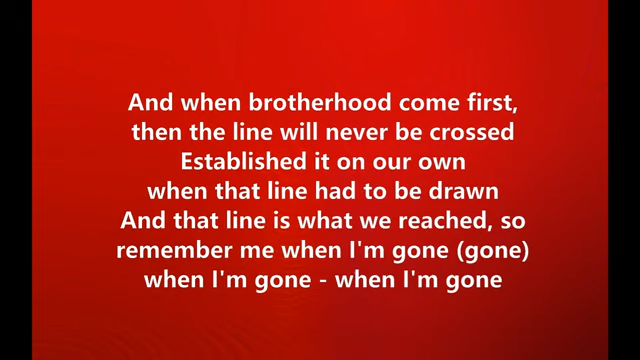 And when brotherhood come first,
then the line will never be crossed
Established it on our own
when that line had to be drawn
And that line is what we reached, so
remember me when I'm gone (gone)
when I'm gone - when I'm gone